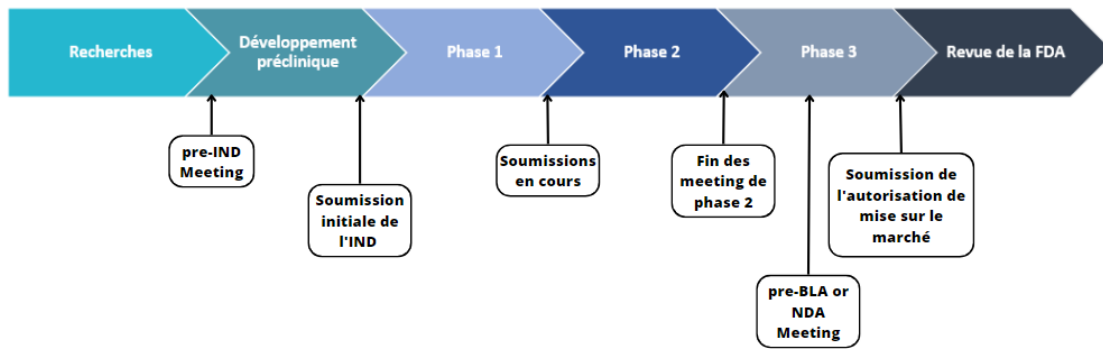 Recherches
Développement
préclinique
Phase 1
Phase 2
Phase 3
Revue de la FDA
pre-IND
Meeting
Soumission
initiale de
l'IND
Soumissions
en cours
Fin des
meeting de
phase 2
pre-BLA or
NDA
Meeting
Soumission de
l'autorisation de
mise sur le
marché